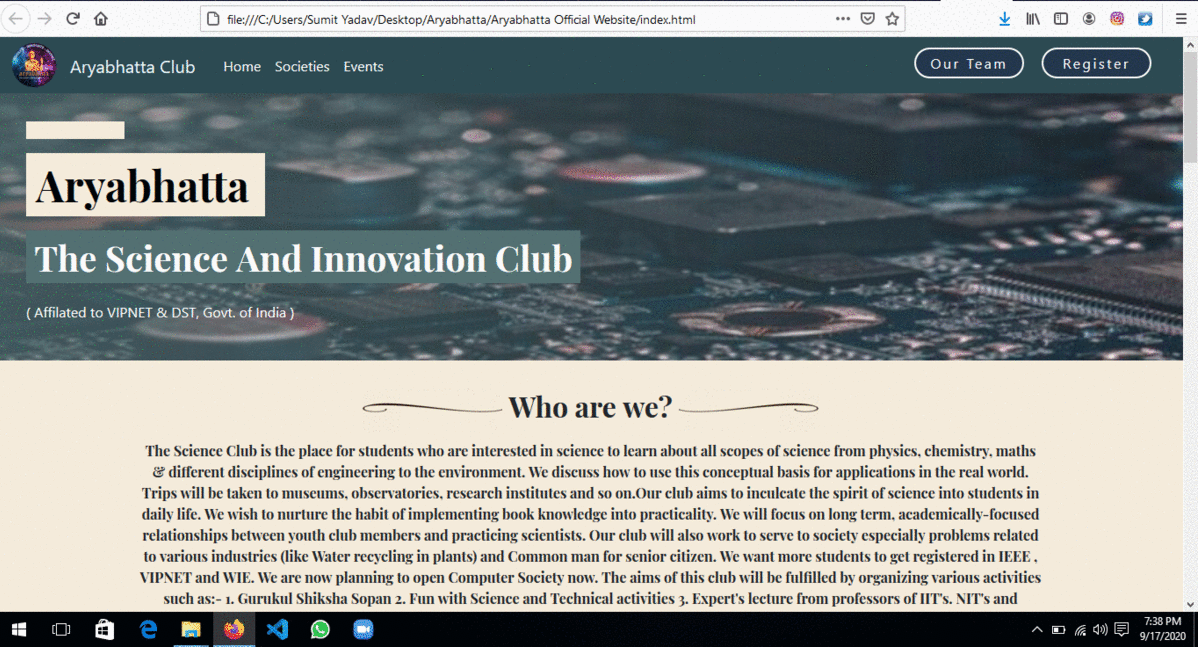 file:///C:/Users/Sumit Yadav/Desktop/Aryabhatta/Aryabhatta Official Website/index.html
Aryabhatta Club Home Societies Events Our Team Register
Aryabhatta
The Science And Innovation Club
( Affilated to VIPNET & DST, Govt. of India )
Who are we?
The Science Club is the place for students who are interested in science to learn about all scopes of science from physics, chemistry, maths
& different disciplines of engineering to the environment. We discuss how to use this conceptual basis for applications in the real world.
Trips will be taken to museums, observatories, research institutes and so on.Our club aims to inculcate the spirit of science into students in
daily life. We wish to nurture the habit of implementing book knowledge into practicality. We will focus on long term, academically-focused
relationships between youth club members and practicing scientists. Our club will also work to serve to society especially problems related
to various industries (like Water recycling in plants) and Common man for senior citizen. We want more students to get registered in IEEE ,
VIPNET and WIE. We are now planning to open Computer Society now. The aims of this club will be fulfilled by organizing various activities
such as:- 1. Gurukul Shiksha Sopan 2. Fun with Science and Technical activities 3. Expert's lecture from professors of IIT's. NIT's and
7:38 PM
9/17/2020